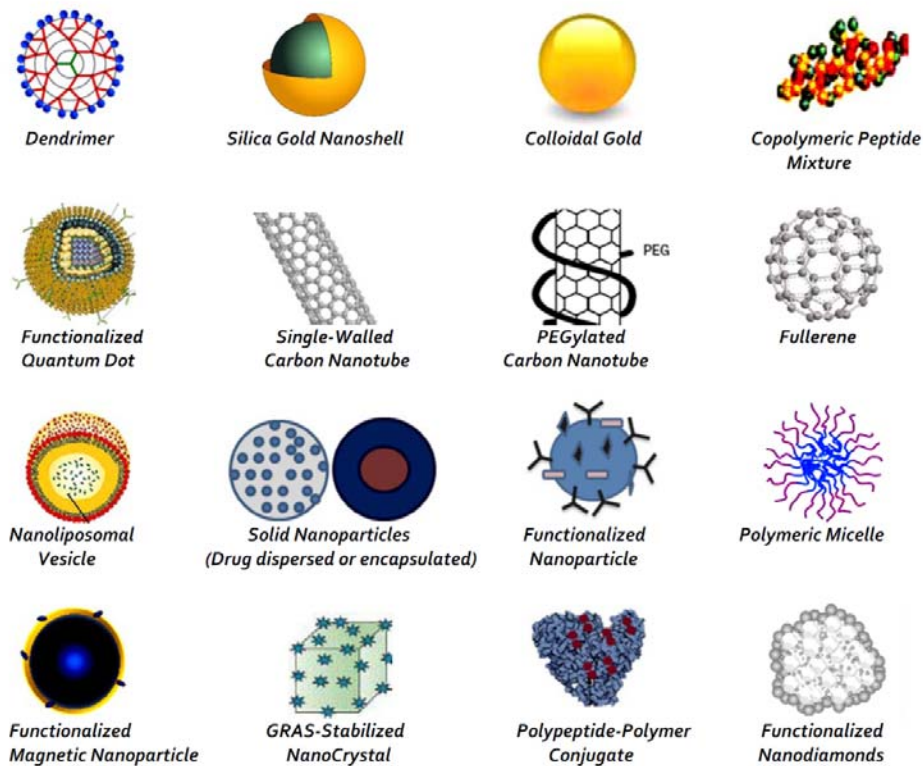 Dendrimer
Silica Gold Nanoshell
Colloidal Gold
Copolymeric Peptide
Mixture
PEG
Functionalized
Quantum Dot
Single-Walled
Carbon Nanotube
PEGylated
Carbon Nanotube
Fullerene
Nanoliposomal
Vesicle
Solid Nanoparticles
(Drug dispersed or encapsulated)
Functionalized
Nanoparticle
Polymeric Micelle
Functionalized
Magnetic Nanoparticle
GRAS-Stabilized
NanoCrystal
Polypeptide-Polymer
Conjugate
Functionalized
Nanodiamonds